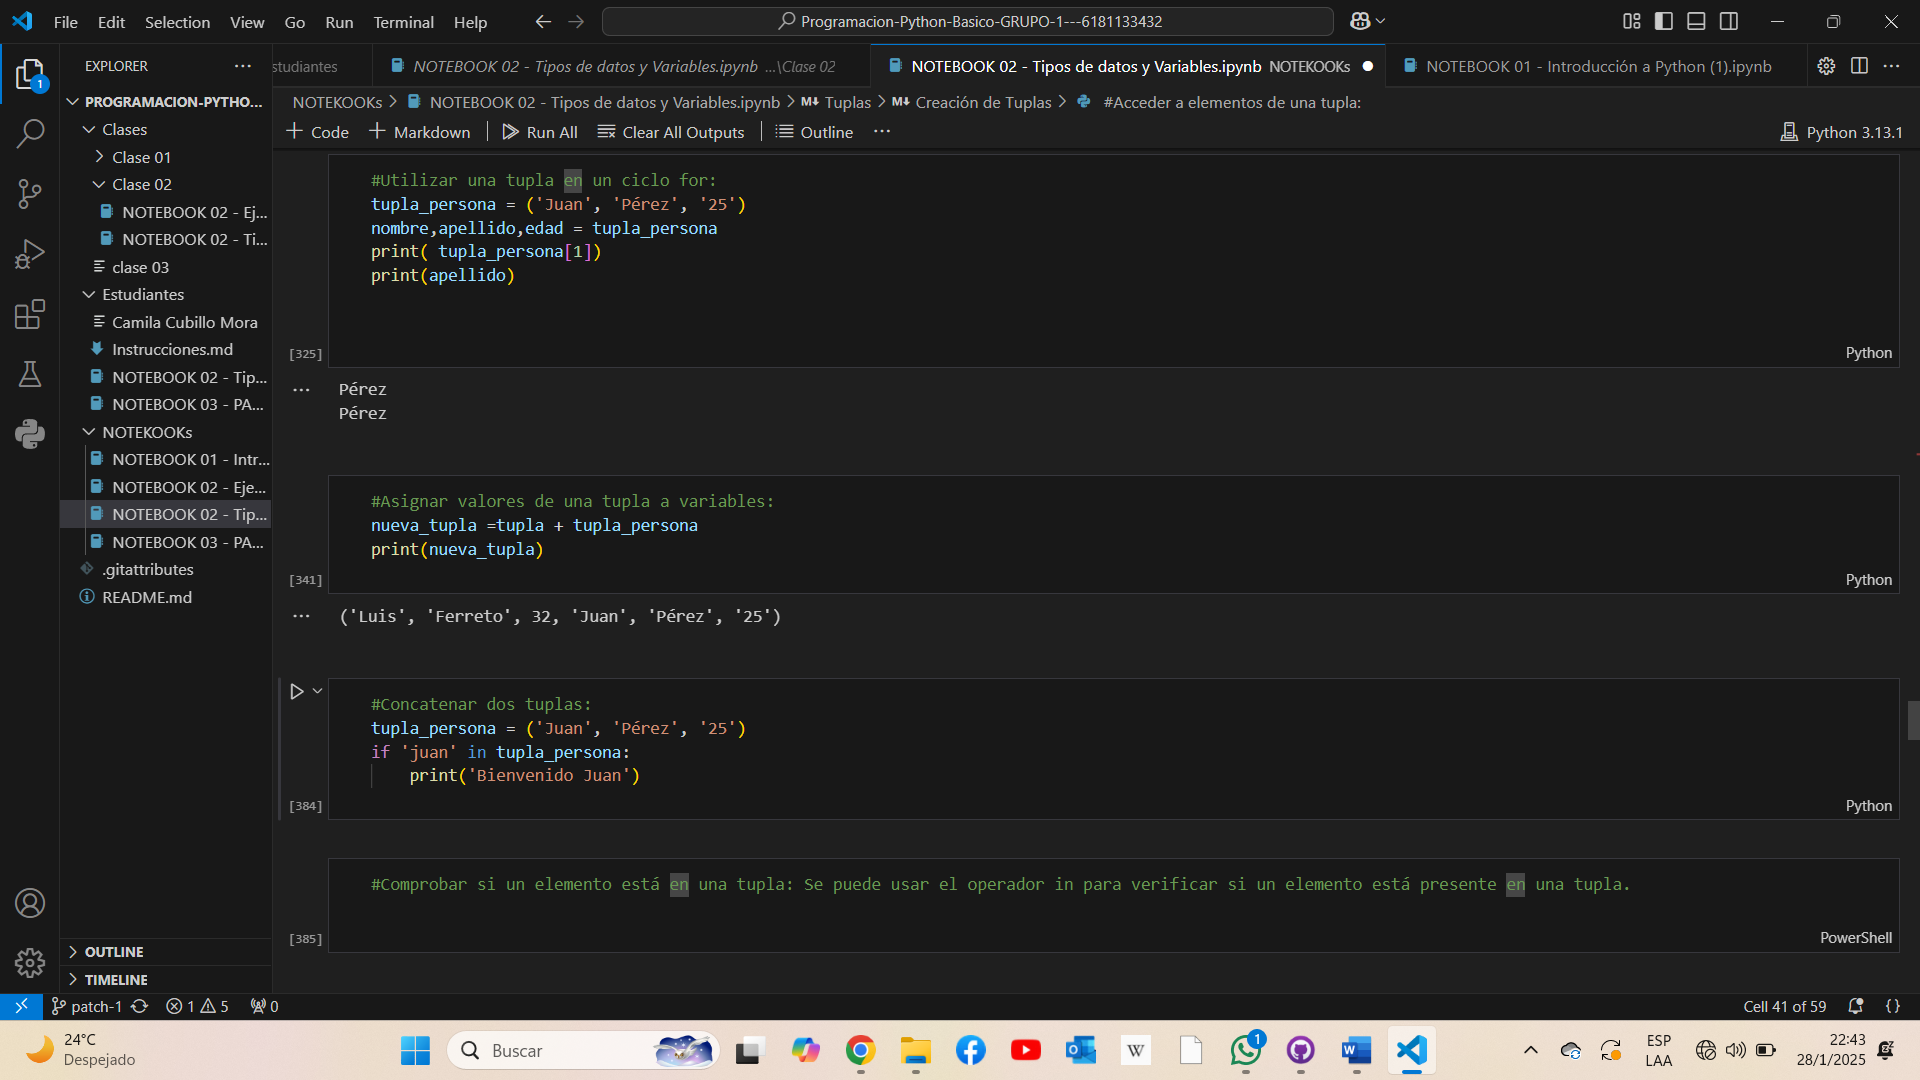 File Edit Selection View Go Run Terminal Help
Programacion-Python-Basico-GRUPO-1---6181133432
EXPLORER
studiantes
NOTEBOOK 02 - Tipos de datos y Variables.ipynb ...\Clase 02
NOTEBOOK 02 - Tipos de datos y Variables.ipynb NOTEKOOKs
NOTEBOOK 01 - Introducción a Python (1).ipynb
NOTEKOOKs > NOTEBOOK 02 - Tipos de datos y Variables.ipynb > Tuplas > Creación de Tuplas > #Acceder a elementos de una tupla:
+ Code + Markdown Run All Clear All Outputs Outline ...
Python 3.13.1
PROGRAMACION-PYTHO...
Clases
Clase 01
Clase 02
NOTEBOOK 02 - Ej...
NOTEBOOK 02 - Ti...
clase 03
Estudiantes
Camila Cubillo Mora
Instrucciones.md
NOTEBOOK 02 - Tip...
NOTEBOOK 03 - PA...
NOTEKOOKs
NOTEBOOK 01 - Intr...
NOTEBOOK 02 - Eje...
NOTEBOOK 02 - Tip...
NOTEBOOK 03 - PA...
.gitattributes
README.md
OUTLINE
TIMELINE
#Utilizar una tupla en un ciclo for:
tupla_persona = ('Juan', 'Pérez', '25')
nombre,apellido,edad = tupla_persona
print( tupla_persona[1])
print(apellido)
[325]
Python
Pérez
Pérez
#Asignar valores de una tupla a variables:
nueva_tupla =tupla + tupla_persona
print(nueva_tupla)
[341]
Python
('Luis', 'Ferreto', 32, 'Juan', 'Pérez', '25')
#Concatenar dos tuplas:
tupla_persona = ('Juan', 'Pérez', '25')
if 'juan' in tupla_persona:
print('Bienvenido Juan')
[384]
Python
#Comprobar si un elemento está en una tupla: Se puede usar el operador in para verificar si un elemento está presente en una tupla.
[385]
PowerShell
patch-1 1 5 0
Cell 41 of 59
24°C
Despejado
Buscar
ESP
LAA
22:43
28/1/2025